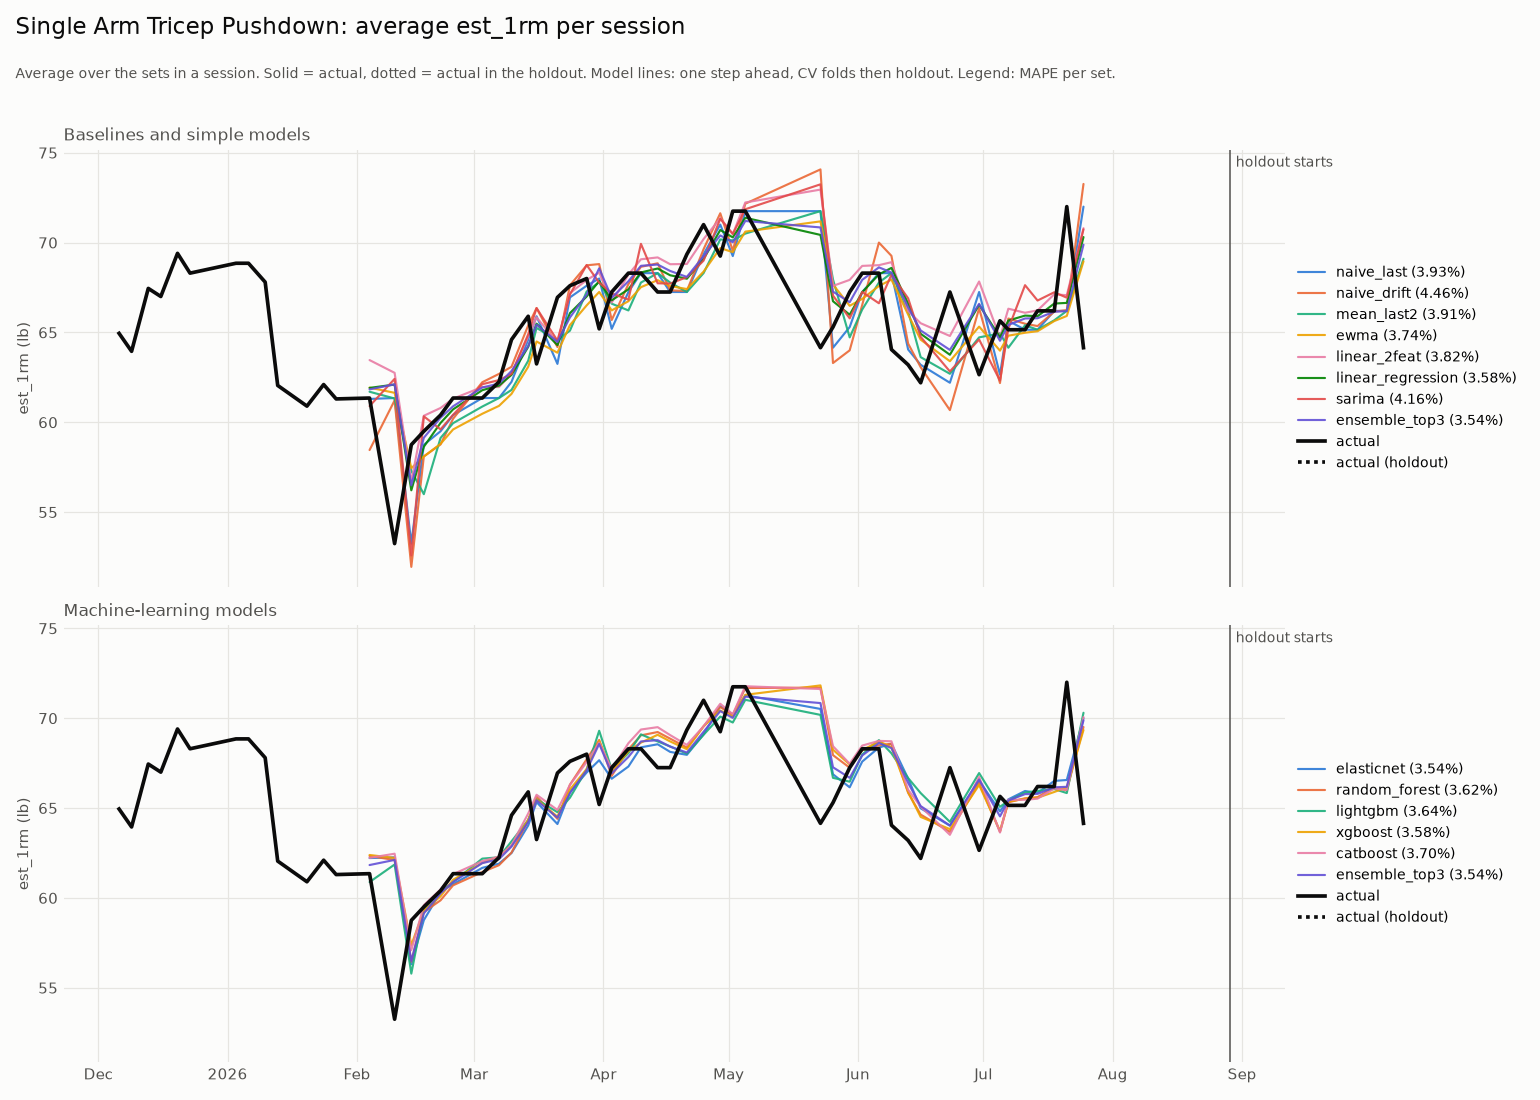 Single Arm Tricep Pushdown: average est_1rm per session
Average over the sets in a session. Solid = actual, dotted = actual in the holdout. Model lines: one step ahead, CV folds then holdout. Legend: MAPE per set.
Baselines and simple models
75
70
65
60
55
est_1rm (lb)
holdout starts
naive_last (3.93%)
naive_drift (4.46%)
mean_last2 (3.91%)
ewma (3.74%)
linear_2feat (3.82%)
linear_regression (3.58%)
sarima (4.16%)
ensemble_top3 (3.54%)
actual
actual (holdout)
Machine-learning models
75
70
65
60
55
est_1rm (lb)
holdout starts
elasticnet (3.54%)
random_forest (3.62%)
lightgbm (3.64%)
xgboost (3.58%)
catboost (3.70%)
ensemble_top3 (3.54%)
actual
actual (holdout)
Dec 2026 Feb Mar Apr May Jun Jul Aug Sep